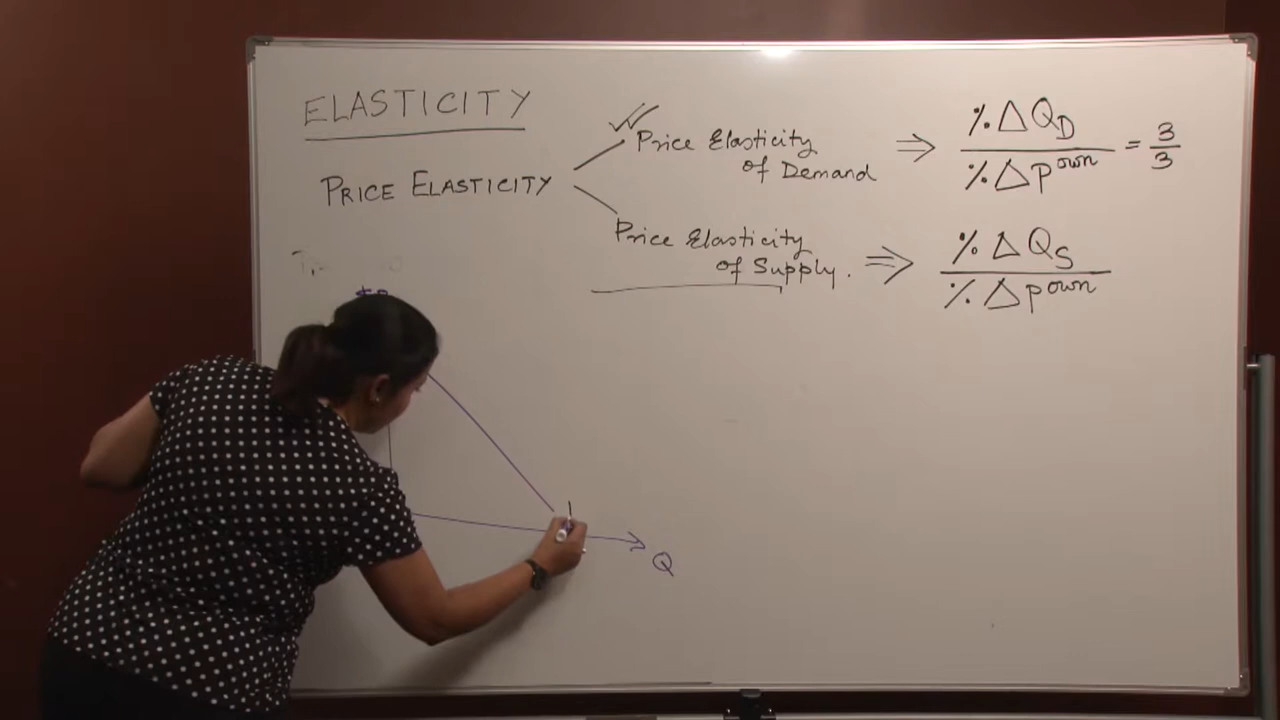 ELASTICITY
PRICE ELASTICITY
Price Elasticity
of Demand
⇒ %ΔQD / %ΔPown = 3/3
Price Elasticity
of Supply.
⇒ %ΔQS / %ΔPown
Q